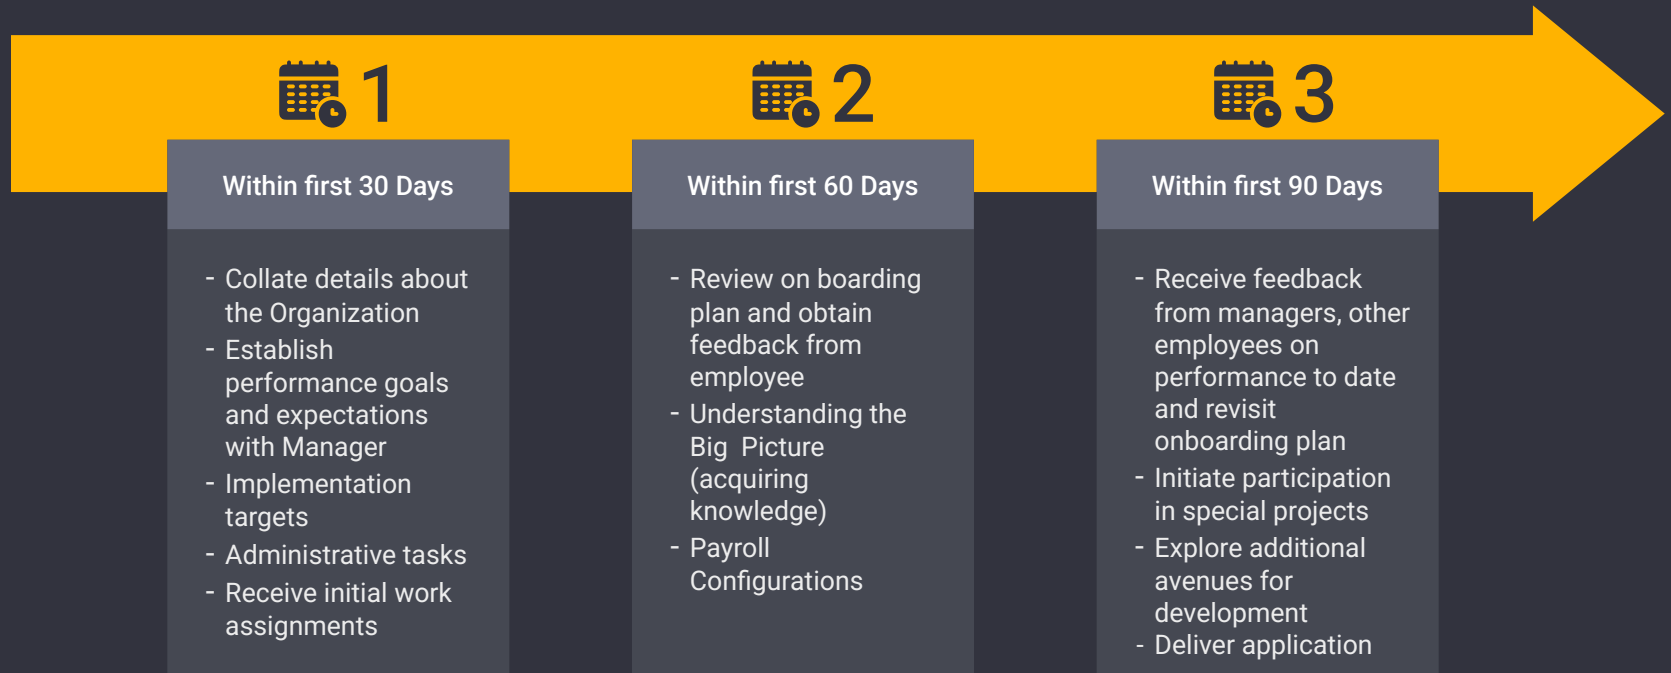 1
Within first 30 Days
- Collate details about
the Organization
- Establish
performance goals
and expectations
with Manager
- Implementation
targets
- Administrative tasks
- Receive initial work
assignments
2
Within first 60 Days
- Review on boarding
plan and obtain
feedback from
employee
- Understanding the
Big  Picture
(acquiring
knowledge)
- Payroll
Configurations
3
Within first 90 Days
- Receive feedback
from managers, other
employees on
performance to date
and revisit
onboarding plan
- Initiate participation
in special projects
- Explore additional
avenues for
development
- Deliver application